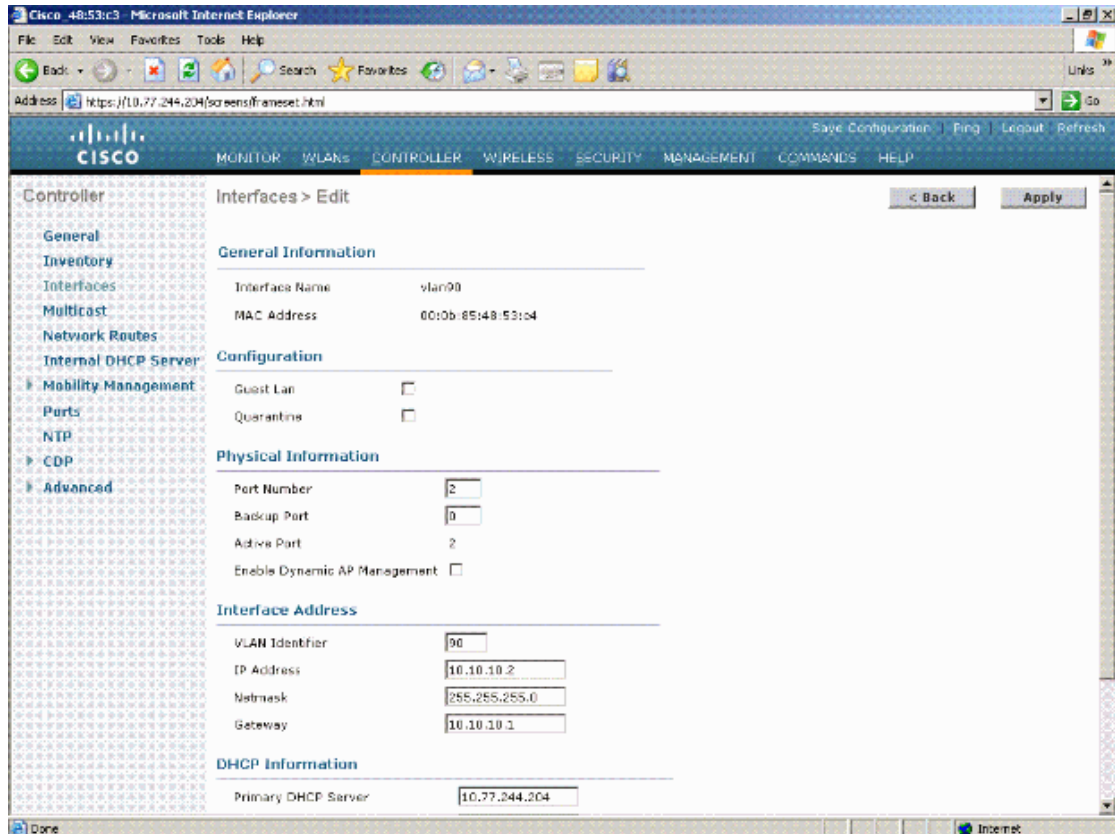 Cisco_48:53:c3 - Microsoft Internet Explorer
File Edit View Favorites Tools Help
Back Search Favorites Links »
Address https://10.77.244.204/screens/frameset.html Go
Save Configuration | Ping | Logout | Refresh
CISCO MONITOR WLANs CONTROLLER WIRELESS SECURITY MANAGEMENT COMMANDS HELP
Controller
General
Inventory
Interfaces
Multicast
Network Routes
Internal DHCP Server
Mobility Management
Ports
NTP
CDP
Advanced
Interfaces > Edit
< Back Apply
General Information
Interface Name vlan90
MAC Address 00:0b:85:48:53:c4
Configuration
Guest Lan
Quarantine
Physical Information
Port Number 2
Backup Port 0
Active Port 2
Enable Dynamic AP Management
Interface Address
VLAN Identifier 90
IP Address 10.10.10.2
Netmask 255.255.255.0
Gateway 10.10.10.1
DHCP Information
Primary DHCP Server 10.77.244.204
Done Internet